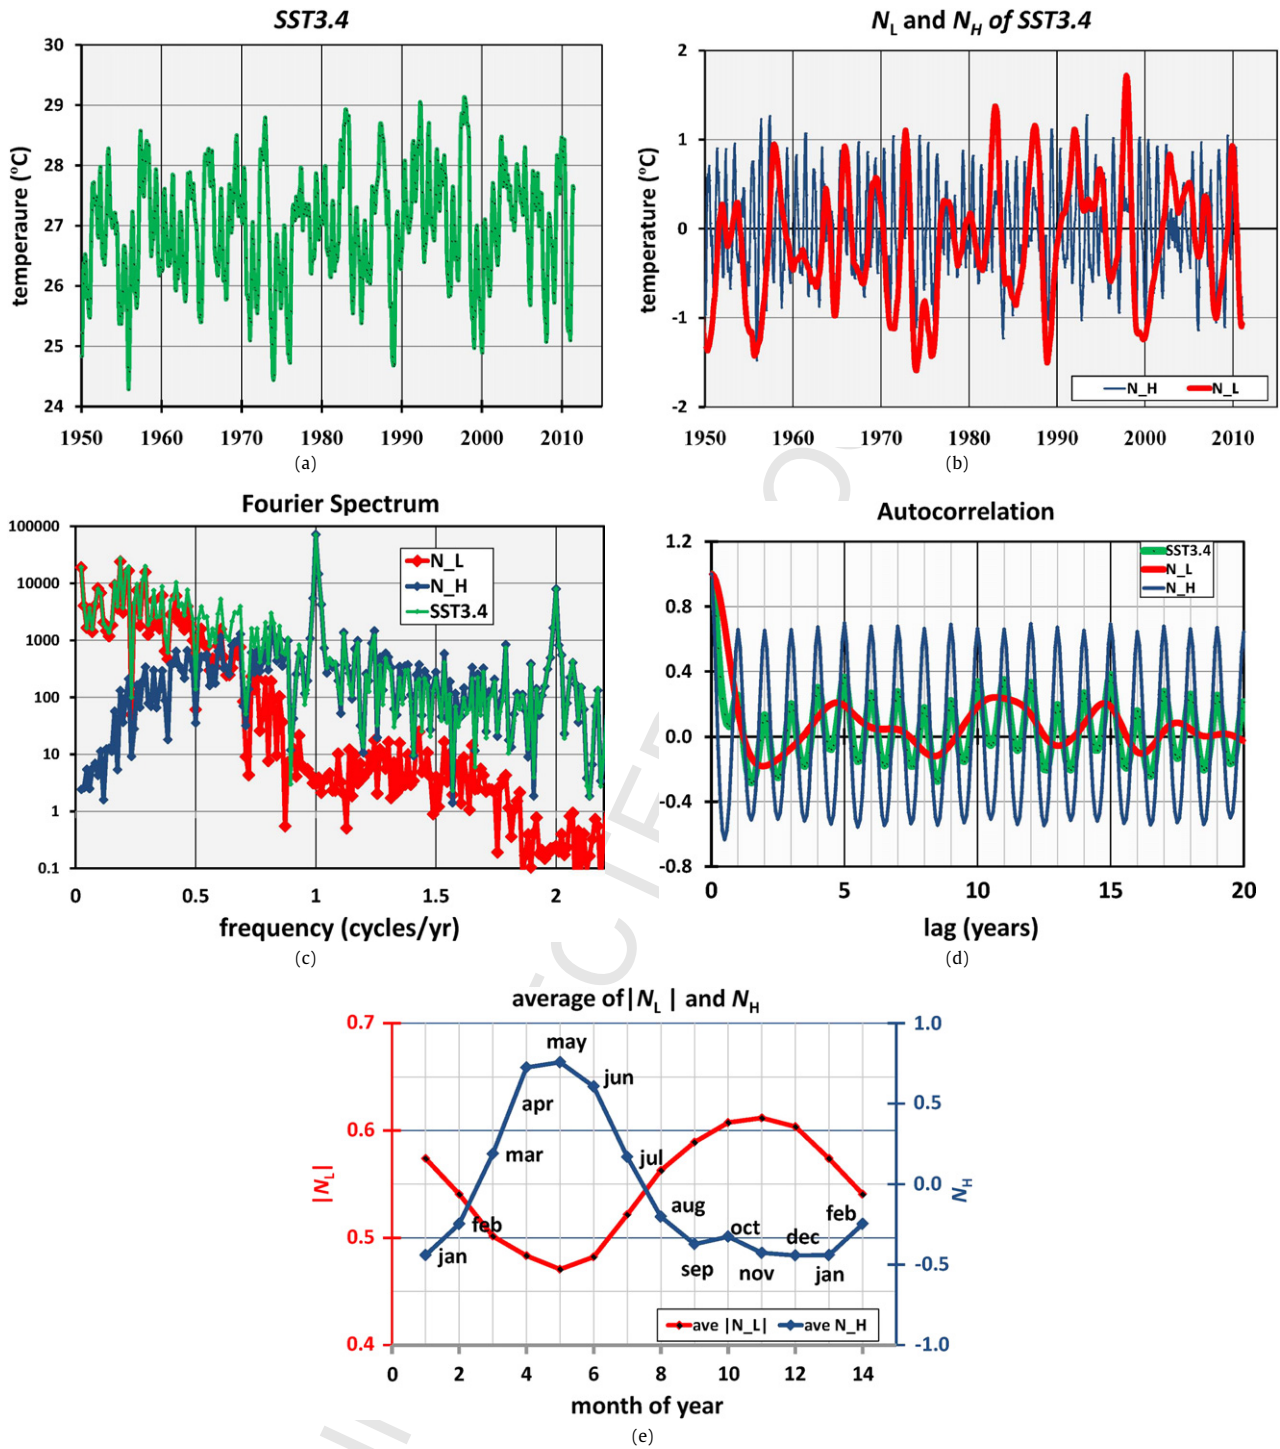 SST3.4
temperaure (°C)
30
29
28
27
26
25
24
1950 1960 1970 1980 1990 2000 2010
(a)
N_L and N_H of SST3.4
temperature (°C)
2
1
0
-1
-2
N_H N_L
1950 1960 1970 1980 1990 2000 2010
(b)
Fourier Spectrum
100000
10000
1000
100
10
1
0.1
N_L
N_H
SST3.4
0 0.5 1 1.5 2
frequency (cycles/yr)
(c)
Autocorrelation
1.2
0.8
0.4
0.0
-0.4
-0.8
SST3.4
N_L
N_H
0 5 10 15 20
lag (years)
(d)
average of|N_L | and N_H
|N_L|
0.7
0.6
0.5
0.4
1.0
0.5
0.0
-0.5
-1.0
N_H
jan
feb
mar
apr
may
jun
jul
aug
sep
oct
nov
dec
jan
feb
ave |N_L| ave N_H
0 2 4 6 8 10 12 14
month of year
(e)